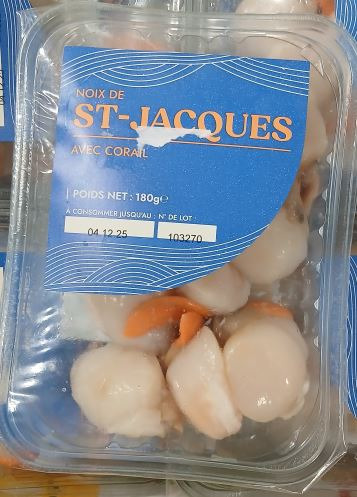 NOIX DE
ST-JACQUES
AVEC CORAIL
POIDS NET : 180g℮
À CONSOMMER JUSQU'AU : N° DE LOT
04.12.25 103270